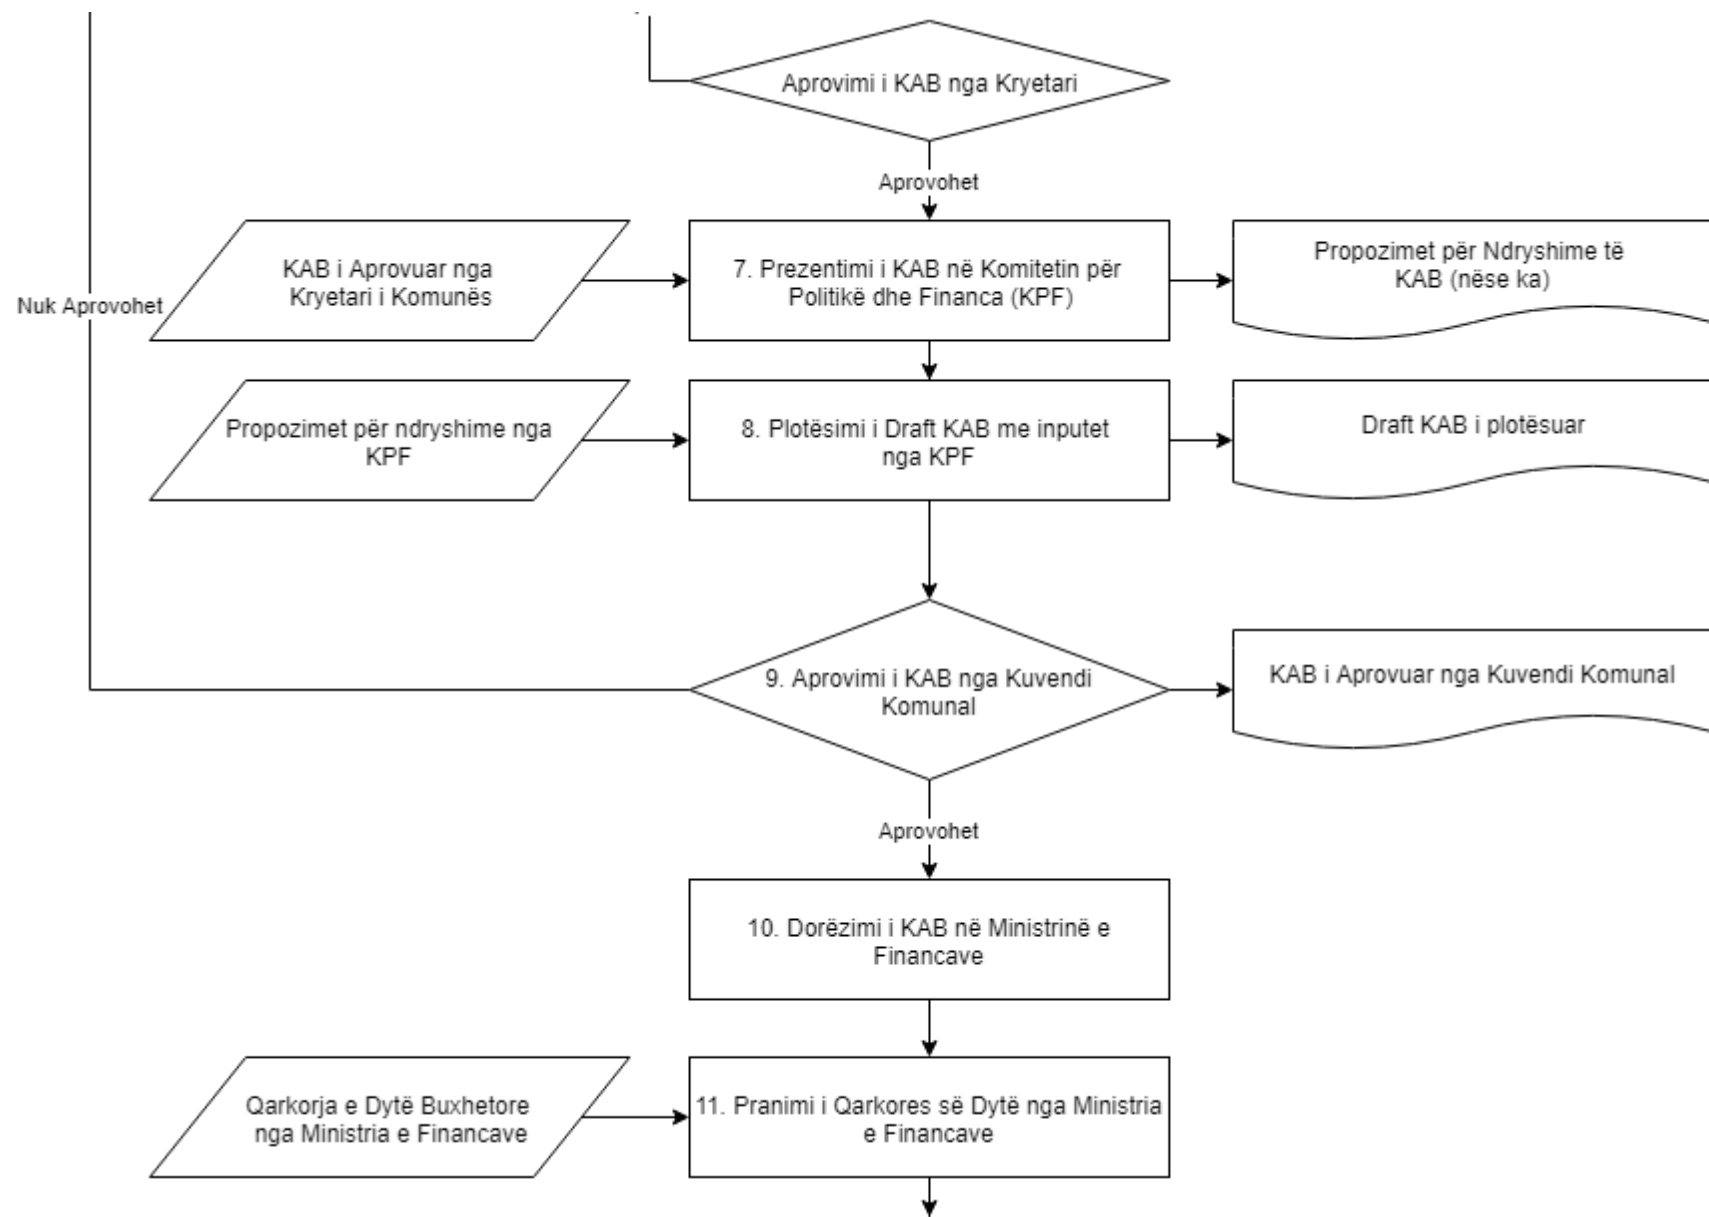 Aprovimi i KAB nga Kryetari
Aprovohet
KAB i Aprovuar nga
Kryetari i Komunës
7. Prezentimi i KAB në Komitetin për
Politikë dhe Financa (KPF)
Propozimet për Ndryshime të
KAB (nëse ka)
Nuk Aprovohet
Propozimet për ndryshime nga
KPF
8. Plotësimi i Draft KAB me inputet
nga KPF
Draft KAB i plotësuar
9. Aprovimi i KAB nga Kuvendi
Komunal
KAB i Aprovuar nga Kuvendi Komunal
Aprovohet
10. Dorëzimi i KAB në Ministrinë e
Financave
Qarkorja e Dytë Buxhetore
nga Ministria e Financave
11. Pranimi i Qarkores së Dytë nga Ministria
e Financave